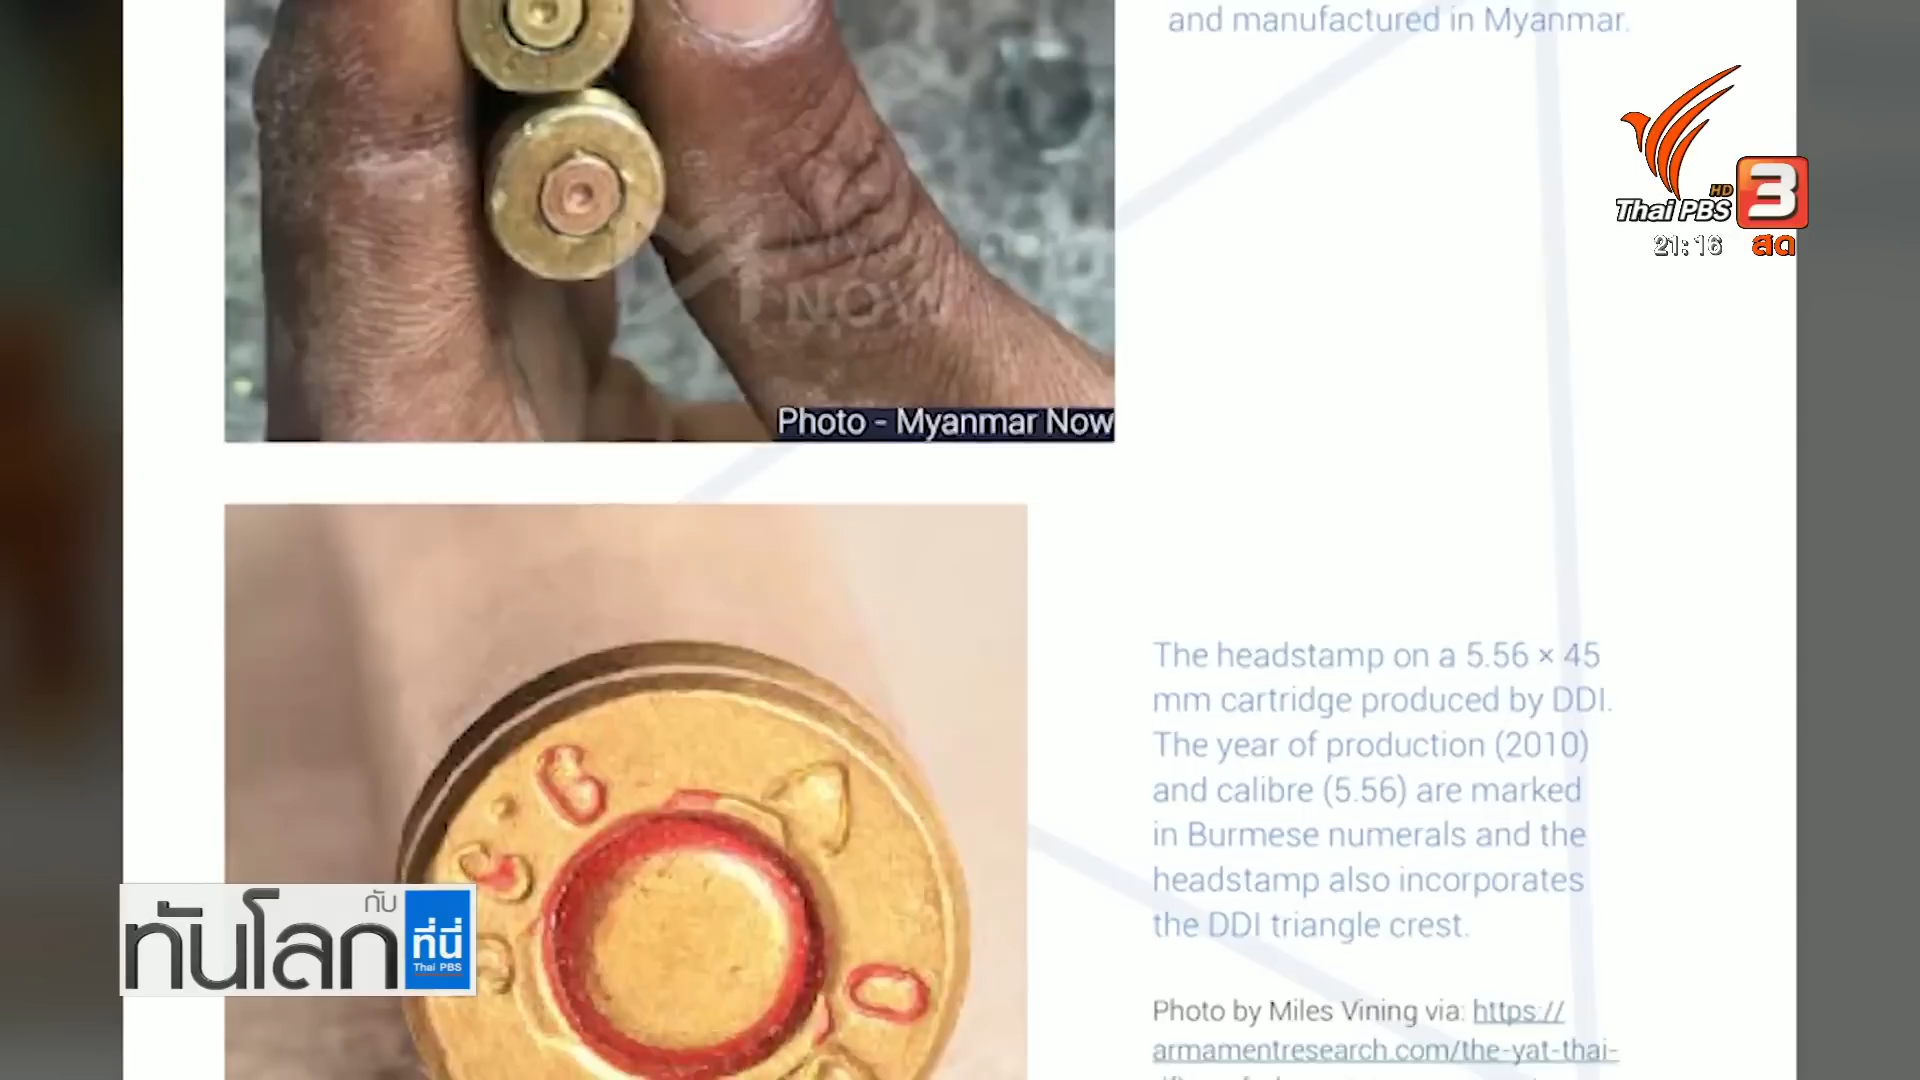 and manufactured in Myanmar.
HD
Thai PBS 3
21:16 สด
NOW
Photo - Myanmar Now
The headstamp on a 5.56 × 45
mm cartridge produced by DDI.
The year of production (2010)
and calibre (5.56) are marked
in Burmese numerals and the
headstamp also incorporates
the DDI triangle crest.
Photo by Miles Vining via: https://
armamentresearch.com/the-yat-thai-
ทันโลก กับ ที่นี่
Thai PBS